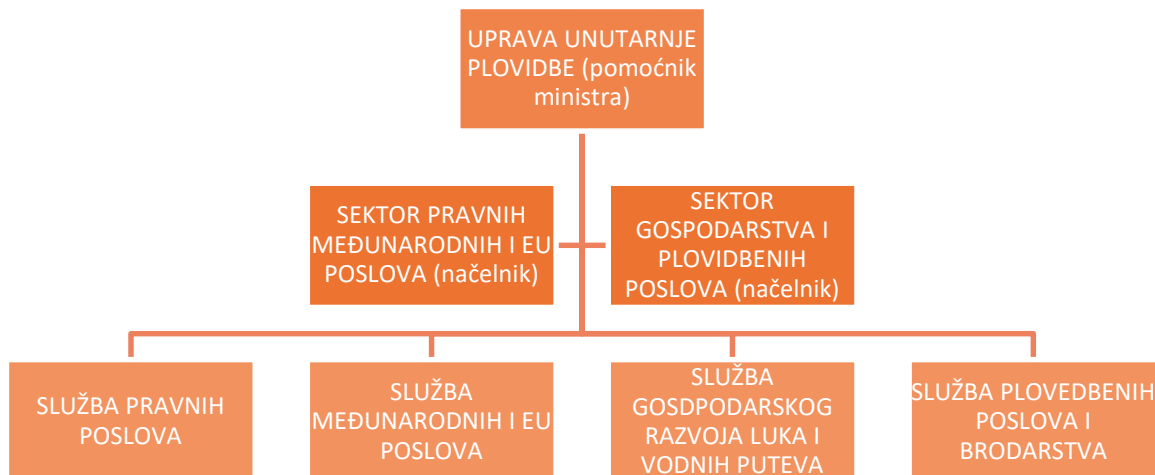 UPRAVA UNUTARNJE
PLOVIDBE (pomoćnik
ministra)
SEKTOR PRAVNIH
MEĐUNARODNIH I EU
POSLOVA (načelnik)
SEKTOR
GOSPODARSTVA I
PLOVIDBENIH
POSLOVA (načelnik)
SLUŽBA PRAVNIH
POSLOVA
SLUŽBA
MEĐUNARODNIH I EU
POSLOVA
SLUŽBA
GOSDPODARSKOG
RAZVOJA LUKA I
VODNIH PUTEVA
SLUŽBA PLOVEDBENIH
POSLOVA I
BRODARSTVA